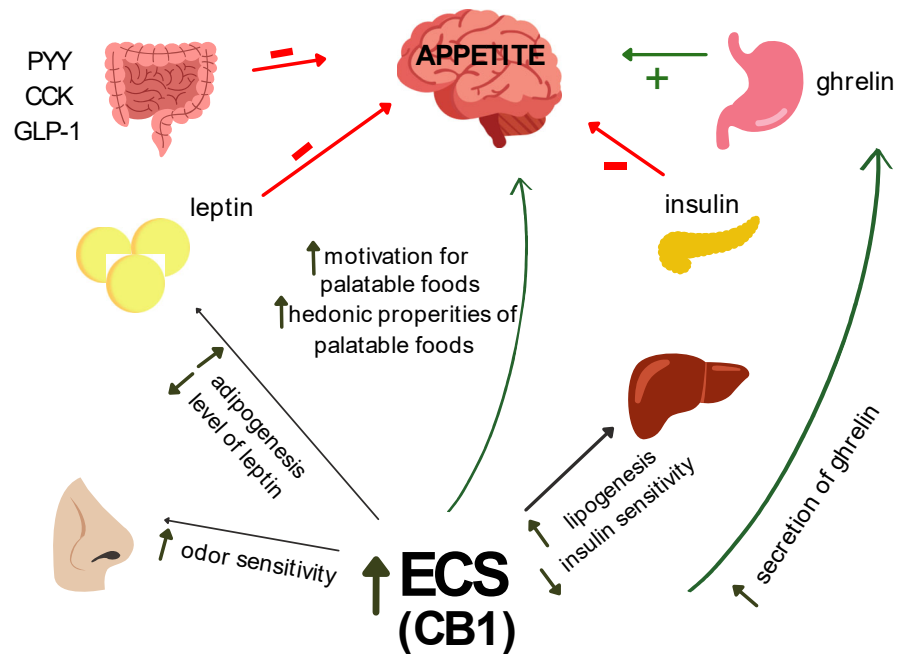 PYY
CCK
GLP-1
APPETITE
+
ghrelin
leptin
insulin
motivation for
palatable foods
hedonic properities of
palatable foods
adipogenesis
level of leptin
lipogenesis
insulin sensitivity
secretion of ghrelin
odor sensitivity
ECS
(CB1)